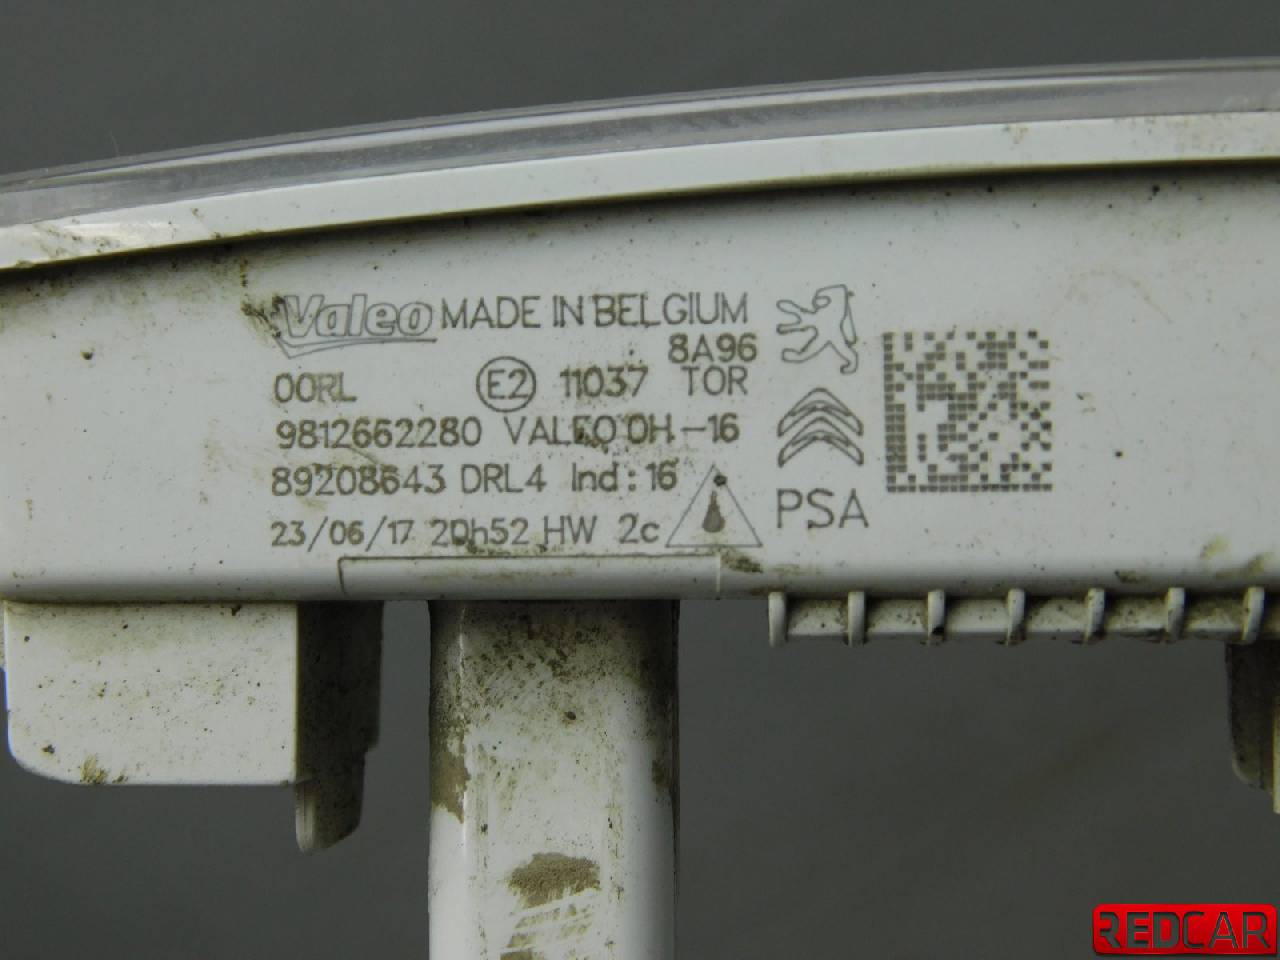 Valeo MADE IN BELGIUM
8A96
00RL E2 11037 TOR
9812662280 VALEO OH-16
89208643 DRL4 Ind: 16
23/06/17 20h52 HW 2c
PSA
REDCAR